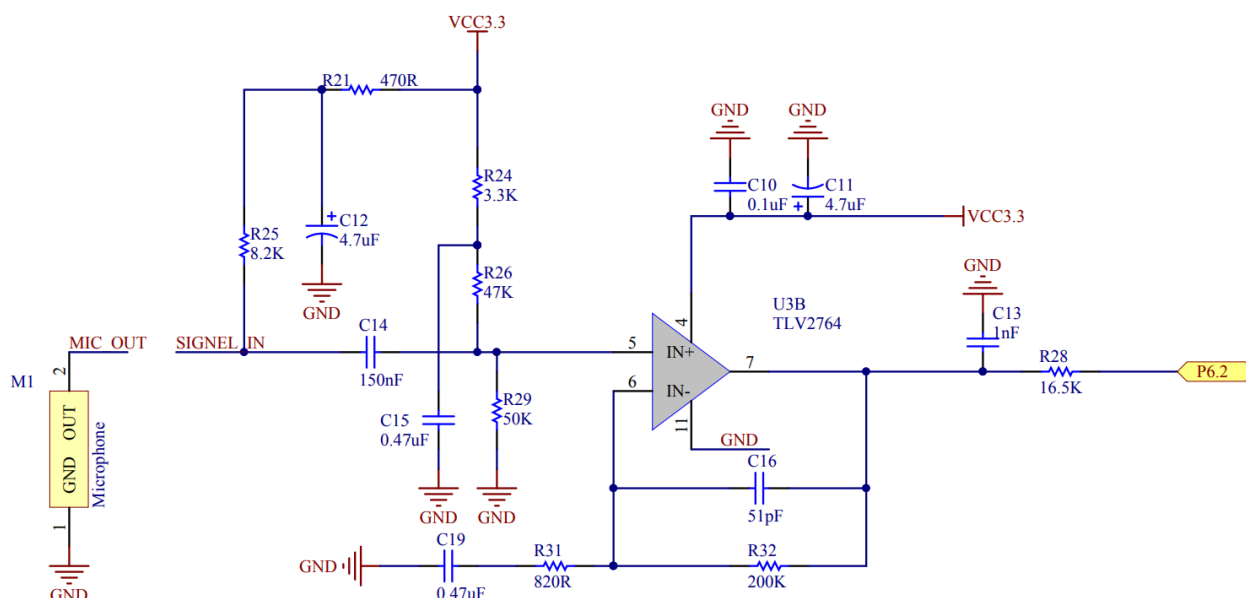 VCC3.3
R21 470R
GND GND
R24
3.3K
C10
0.1uF
C11
4.7uF
R25
8.2K
C12
4.7uF
VCC3.3
R26
47K
GND
GND
U3B
TLV2764
C13
1nF
MIC_OUT SIGNEL_IN
C14
150nF
4
5 IN+
7
6 IN-
11
R28
16.5K
P6.2
M1
2
OUT
GND
1
Microphone
C15
0.47uF
R29
50K
GND
C16
51pF
GND GND
C19
0.47uF
GND
R31
820R
R32
200K
GND